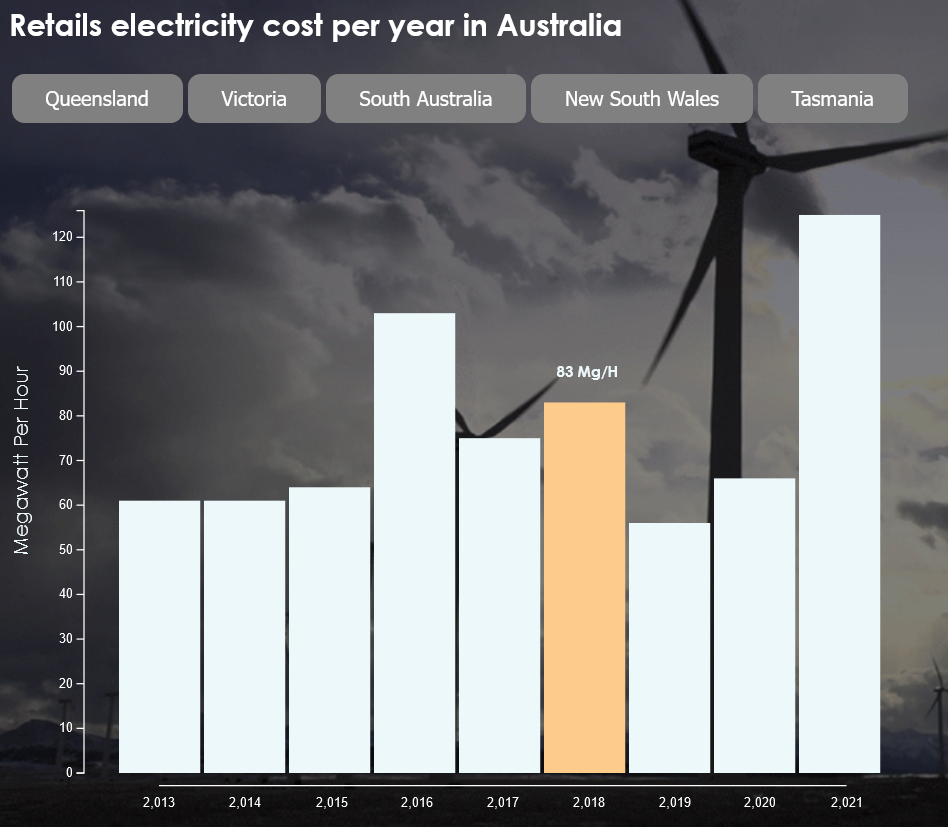 Retails electricity cost per year in Australia
Queensland Victoria South Australia New South Wales Tasmania
120
110
100
90
83 Mg/H
80
70
60
50
40
30
20
10
0
Megawatt Per Hour
2,013 2,014 2,015 2,016 2,017 2,018 2,019 2,020 2,021